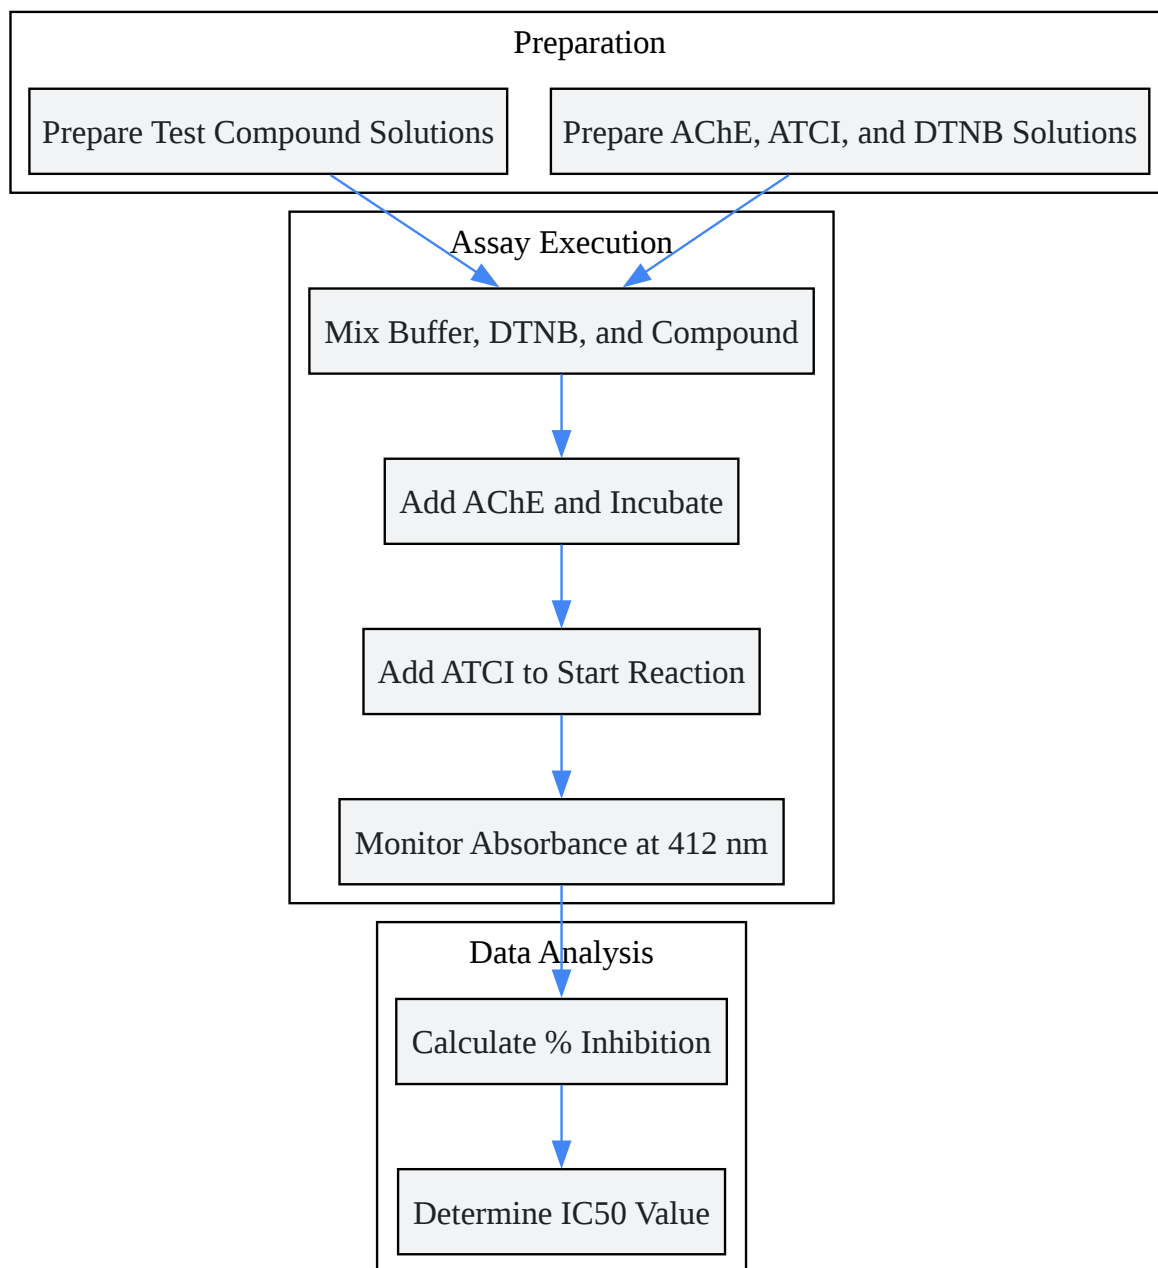 Preparation
Prepare Test Compound Solutions
Prepare AChE, ATCI, and DTNB Solutions
Assay Execution
Mix Buffer, DTNB, and Compound
Add AChE and Incubate
Add ATCI to Start Reaction
Monitor Absorbance at 412 nm
Data Analysis
Calculate % Inhibition
Determine IC50 Value